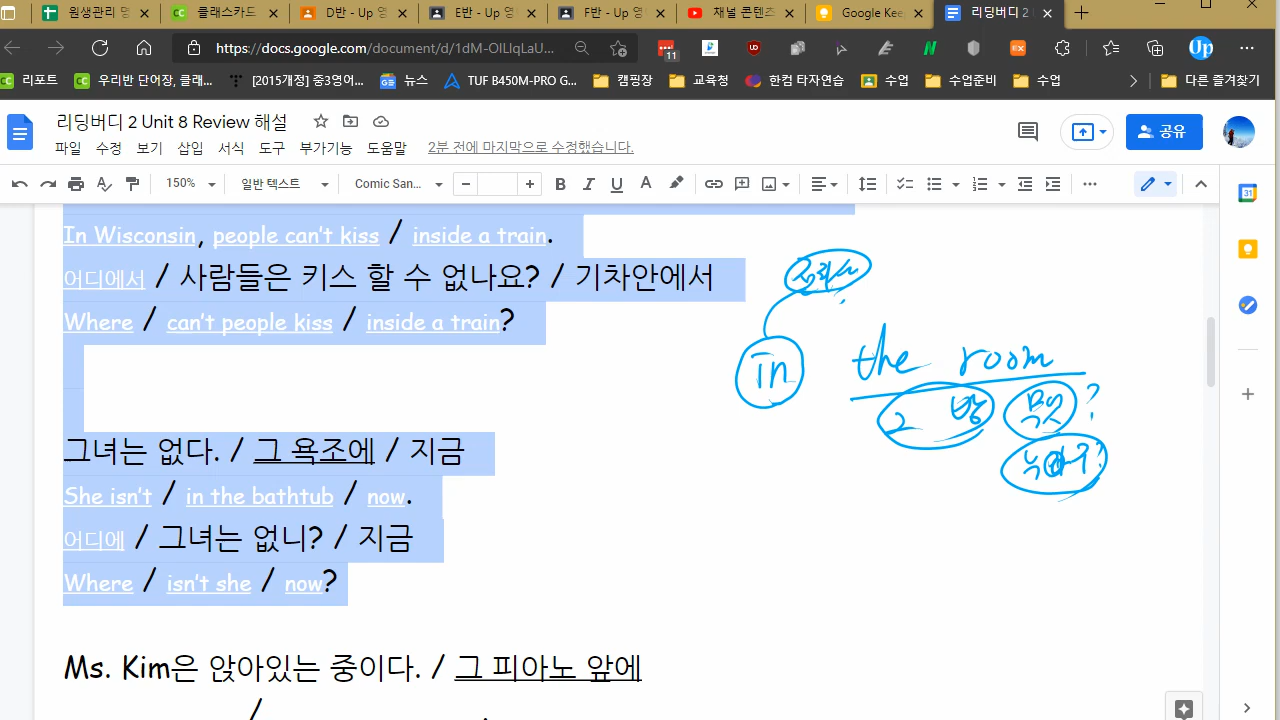 원생관리 명
클래스카드
D반 - Up 영
E반 - Up 영
F반 - Up 영
채널 콘텐츠
Google Kee
리딩버디 2
https://docs.google.com/document/d/1dM-OILIqLaU...
11
리포트
우리반 단어장, 클래...
[2015개정] 중3영어...
뉴스
TUF B450M-PRO G...
캠핑장
교육청
한컴 타자연습
수업
수업준비
수업
다른 즐겨찾기
리딩버디 2 Unit 8 Review 해설
파일 수정 보기 삽입 서식 도구 부가기능 도움말
2분 전에 마지막으로 수정했습니다.
공유
150%
일반 텍스트
Comic San...
In Wisconsin, people can't kiss / inside a train.
어디에서 / 사람들은 키스 할 수 없나요? / 기차안에서
Where / can't people kiss / inside a train?
in the room
그 방 무엇?
누구?
그녀는 없다. / 그 욕조에 / 지금
She isn't / in the bathtub / now.
어디에 / 그녀는 없니? / 지금
Where / isn't she / now?
Ms. Kim은 앉아있는 중이다. / 그 피아노 앞에